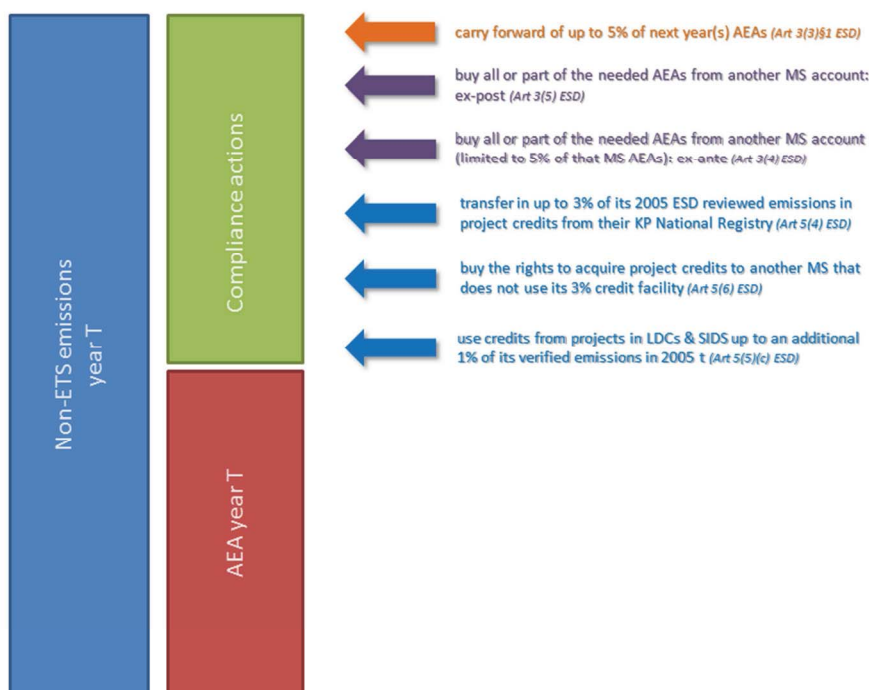 Non-ETS emissions
year T
Compliance actions
AEA year T
carry forward of up to 5% of next year(s) AEAs (Art 3(3)§1 ESD)
buy all or part of the needed AEAs from another MS account:
ex-post (Art 3(5) ESD)
buy all or part of the needed AEAs from another MS account
(limited to 5% of that MS AEAs): ex-ante (Art 3(4) ESD)
transfer in up to 3% of its 2005 ESD reviewed emissions in
project credits from their KP National Registry (Art 5(4) ESD)
buy the rights to acquire project credits to another MS that
does not use its 3% credit facility (Art 5(6) ESD)
use credits from projects in LDCs & SIDS up to an additional
1% of its verified emissions in 2005 t (Art 5(5)(c) ESD)